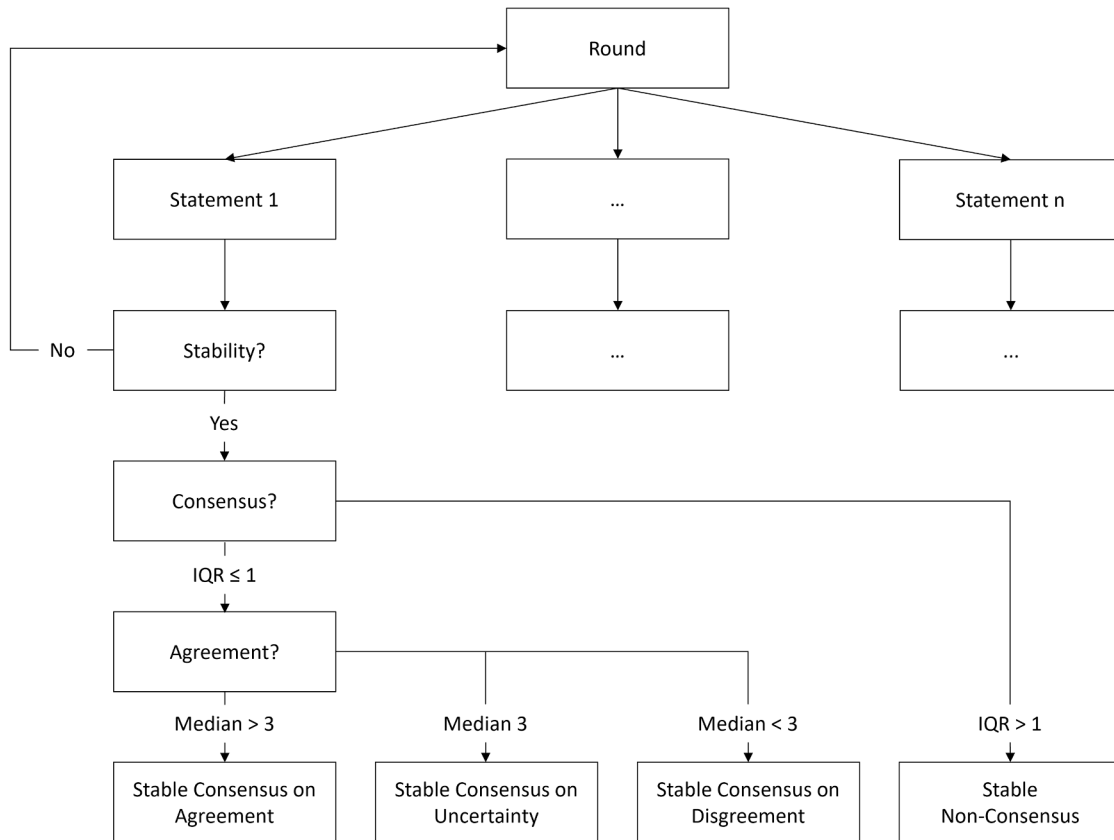 Round
Statement 1
...
Statement n
Stability?
...
...
No
Yes
Consensus?
IQR ≤ 1
Agreement?
Median > 3
Median 3
Median < 3
IQR > 1
Stable Consensus on
Agreement
Stable Consensus on
Uncertainty
Stable Consensus on
Disgreement
Stable
Non-Consensus